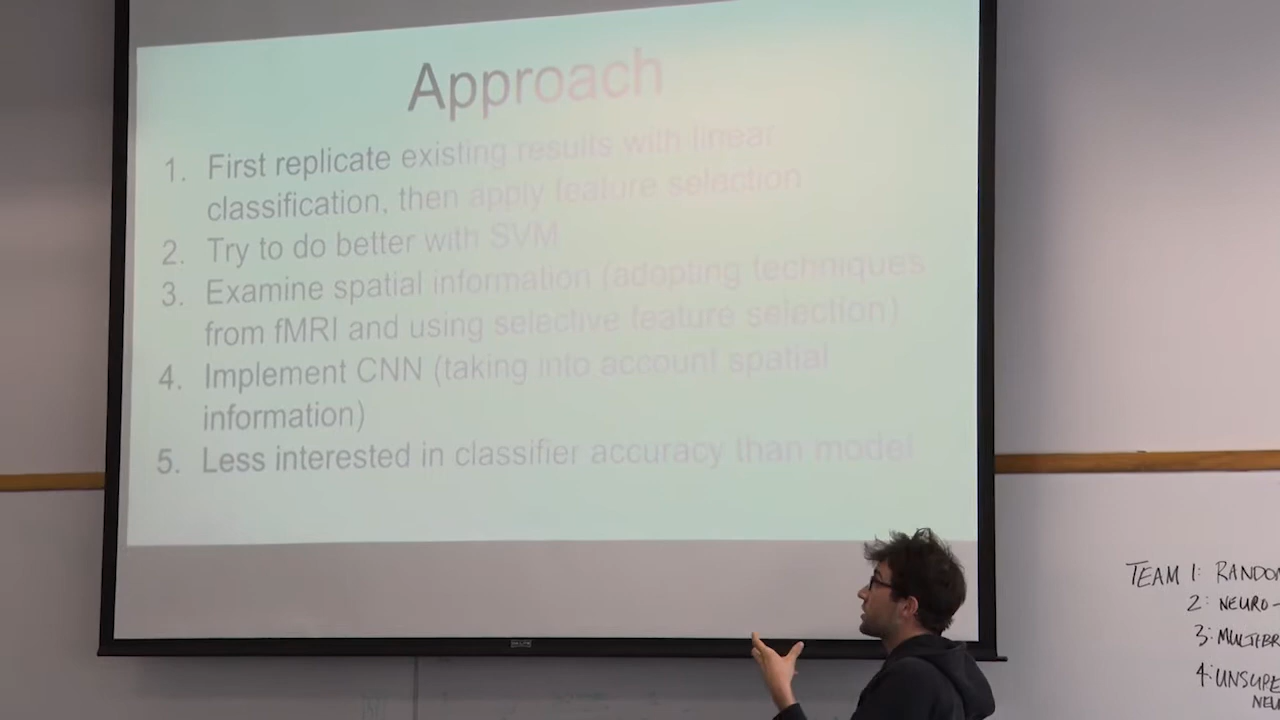 Approach
1. First replicate existing results with linear
classification, then apply feature selection
2. Try to do better with SVM
3. Examine spatial information (adopting techniques
from fMRI and using selective feature selection)
4. Implement CNN (taking into account spatial
information)
5. Less interested in classifier accuracy than model
TEAM 1: RANDOM
2: NEURO-
3: MULTIBR
4: UNSUPE
NEU